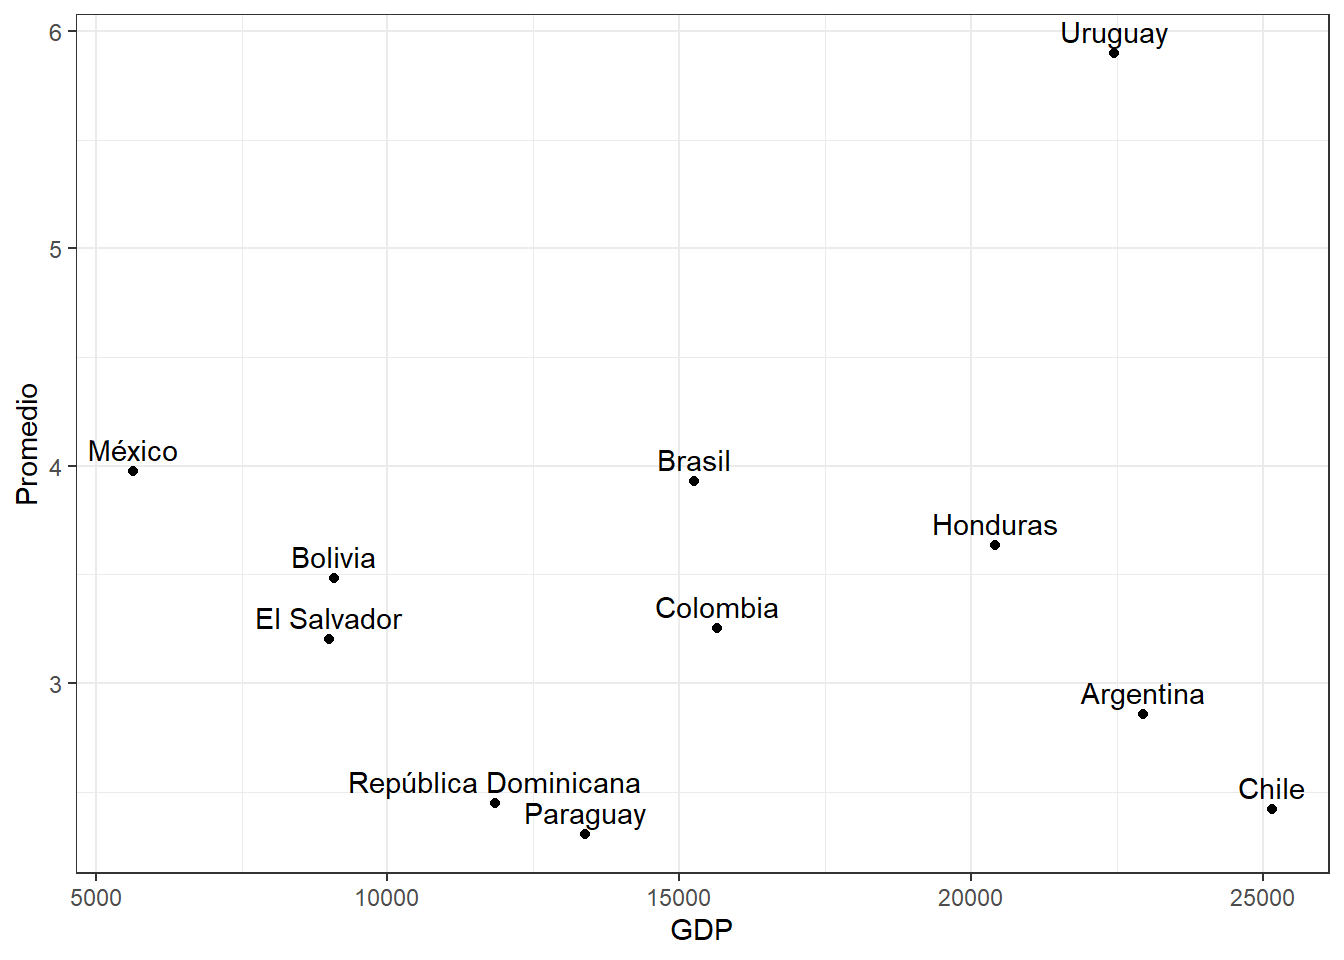 6
Uruguay
5
Promedio
México
4
Brasil
Honduras
Bolivia
El Salvador
Colombia
3
Argentina
República Dominicana
Chile
Paraguay
5000 10000 15000 20000 25000
GDP